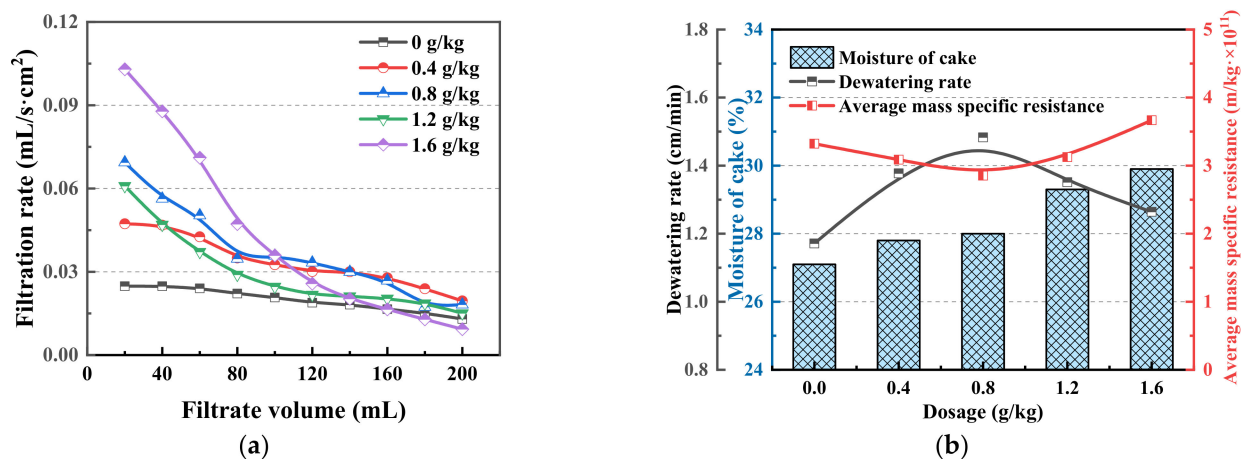 0.12
0.09
0.06
0.03
0.00
Filtration rate (mL/s·cm²)
0 g/kg
0.4 g/kg
0.8 g/kg
1.2 g/kg
1.6 g/kg
0 40 80 120 160 200
Filtrate volume (mL)
(a)
1.8
1.6
1.4
1.2
1.0
0.8
Dewatering rate (cm/min)
34
32
30
28
26
24
Moisture of cake (%)
Moisture of cake
Dewatering rate
Average mass specific resistance
5
4
3
2
1
0
Average mass specific resistance (m/kg·×10¹¹)
0.0 0.4 0.8 1.2 1.6
Dosage (g/kg)
(b)